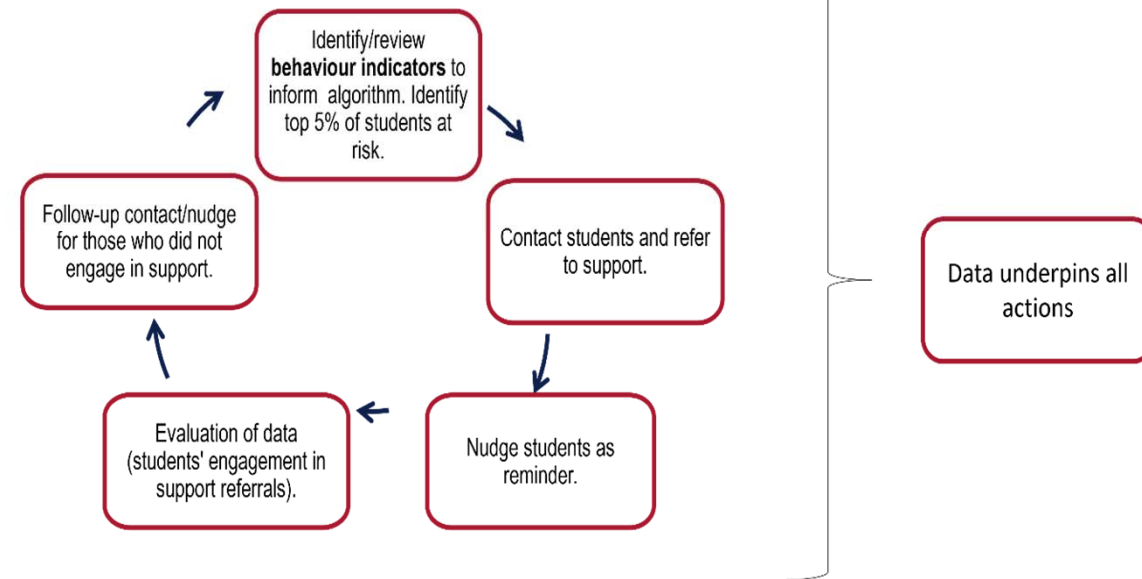 Identify/review
behaviour indicators to
inform algorithm. Identify
top 5% of students at
risk.
Contact students and refer
to support.
Nudge students as
reminder.
Evaluation of data
(students' engagement in
support referrals).
Follow-up contact/nudge
for those who did not
engage in support.
Data underpins all
actions